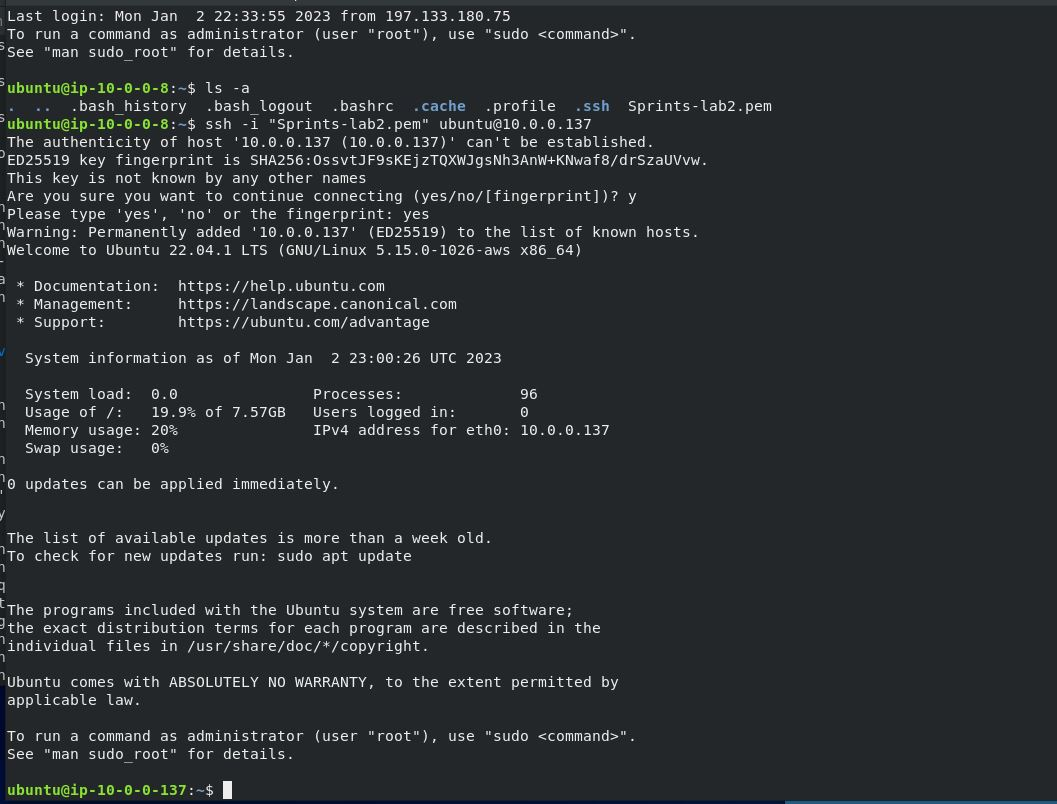 Last login: Mon Jan  2 22:33:55 2023 from 197.133.180.75
To run a command as administrator (user "root"), use "sudo <command>".
See "man sudo_root" for details.

ubuntu@ip-10-0-0-8:~$ ls -a
.  ..  .bash_history  .bash_logout  .bashrc  .cache  .profile  .ssh  Sprints-lab2.pem
ubuntu@ip-10-0-0-8:~$ ssh -i "Sprints-lab2.pem" ubuntu@10.0.0.137
The authenticity of host '10.0.0.137 (10.0.0.137)' can't be established.
ED25519 key fingerprint is SHA256:OssvtJF9sKEjzTQXWJgsNh3AnW+KNwaf8/drSzaUVvw.
This key is not known by any other names
Are you sure you want to continue connecting (yes/no/[fingerprint])? y
Please type 'yes', 'no' or the fingerprint: yes
Warning: Permanently added '10.0.0.137' (ED25519) to the list of known hosts.
Welcome to Ubuntu 22.04.1 LTS (GNU/Linux 5.15.0-1026-aws x86_64)

 * Documentation:  https://help.ubuntu.com
 * Management:     https://landscape.canonical.com
 * Support:        https://ubuntu.com/advantage

  System information as of Mon Jan  2 23:00:26 UTC 2023

  System load:  0.0               Processes:             96
  Usage of /:   19.9% of 7.57GB   Users logged in:       0
  Memory usage: 20%               IPv4 address for eth0: 10.0.0.137
  Swap usage:   0%

0 updates can be applied immediately.

The list of available updates is more than a week old.
To check for new updates run: sudo apt update

The programs included with the Ubuntu system are free software;
the exact distribution terms for each program are described in the
individual files in /usr/share/doc/*/copyright.

Ubuntu comes with ABSOLUTELY NO WARRANTY, to the extent permitted by
applicable law.

To run a command as administrator (user "root"), use "sudo <command>".
See "man sudo_root" for details.

ubuntu@ip-10-0-0-137:~$